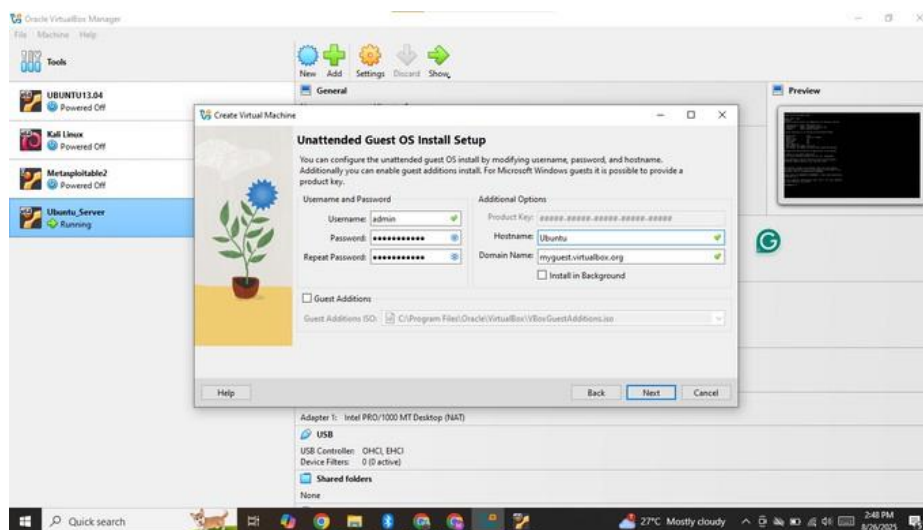 Oracle VirtualBox Manager
File Machine Help
Tools
New Add Settings Discard Show
General
Preview
UBUNTU13.04
Powered Off
Kali Linux
Powered Off
Metasploitable2
Powered Off
Ubuntu_Server
Running
Create Virtual Machine
Unattended Guest OS Install Setup
You can configure the unattended guest OS install by modifying username, password, and hostname.
Additionally you can enable guest additions install. For Microsoft Windows guests it is possible to provide a
product key.
Username and Password
Username: admin
Password: ●●●●●●●●●●●
Repeat Password: ●●●●●●●●●●●
Additional Options
Product Key: #####-#####-#####-#####-#####
Hostname: Ubuntu
Domain Name: myguest.virtualbox.org
Install in Background
Guest Additions
Guest Additions ISO: C:\Program Files\Oracle\VirtualBox\VBoxGuestAdditions.iso
Help Back Next Cancel
Adapter 1: Intel PRO/1000 MT Desktop (NAT)
USB
USB Controller: OHCI, EHCI
Device Filters: 0 (0 active)
Shared folders
None
Quick search
27°C Mostly cloudy
2:48 PM
8/26/2025